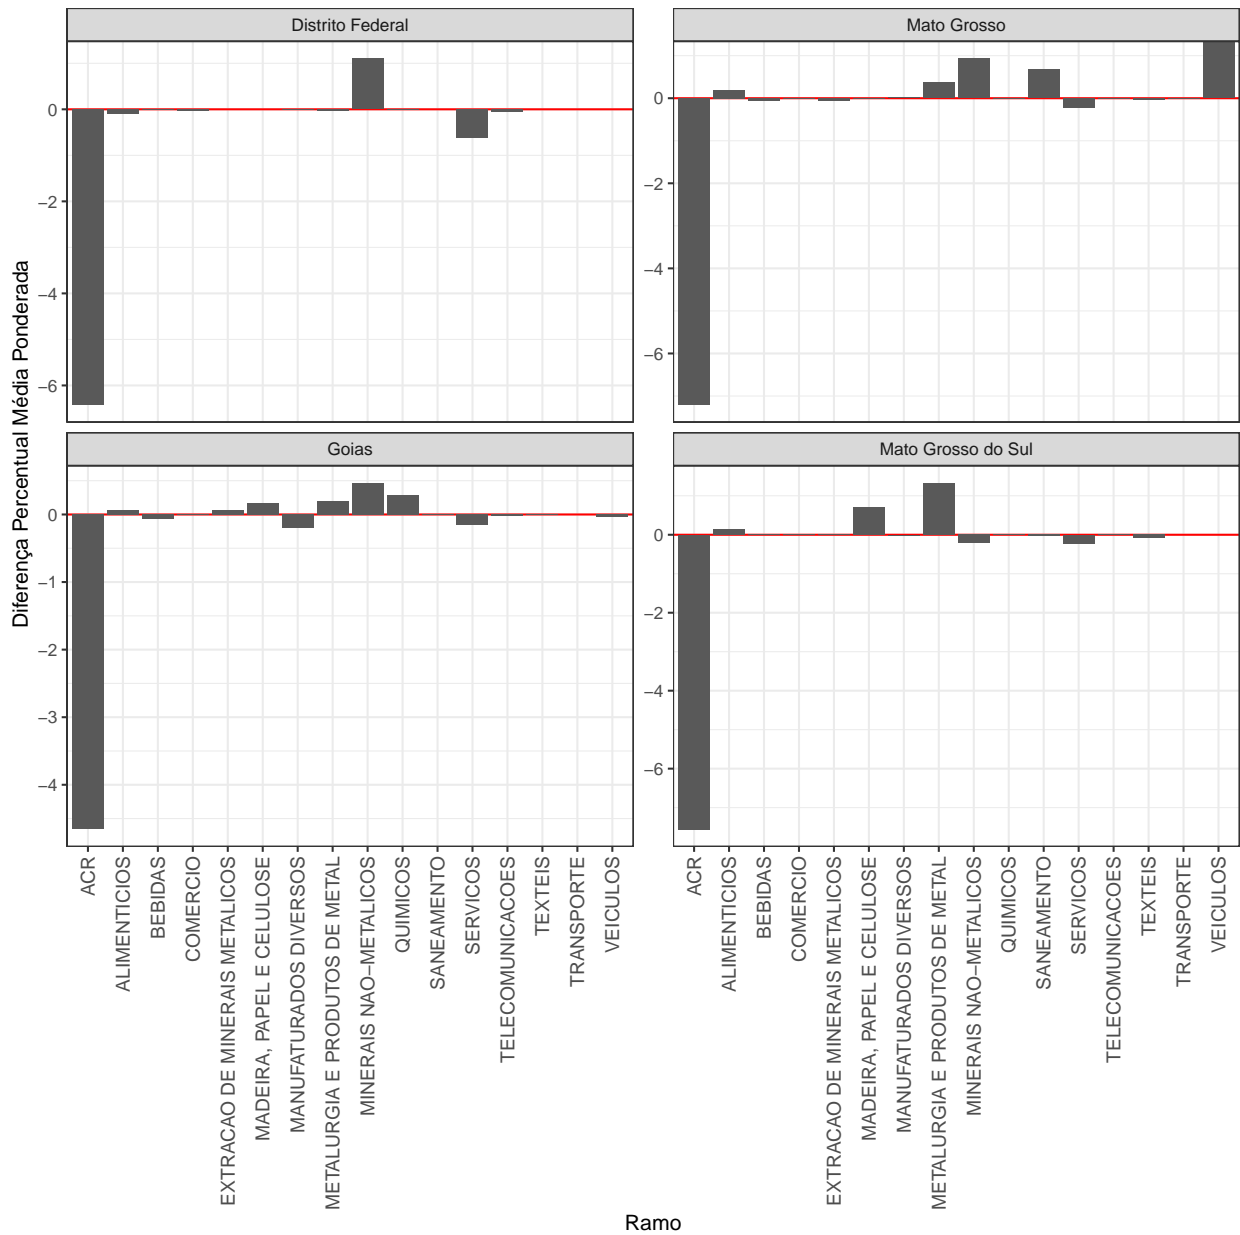 Distrito Federal
Mato Grosso
0
−2
−4
−6
0
−2
−4
−6
Diferença Percentual Média Ponderada
Goias
Mato Grosso do Sul
0
−1
−2
−3
−4
0
−2
−4
−6
ACR
ALIMENTICIOS
BEBIDAS
COMERCIO
EXTRACAO DE MINERAIS METALICOS
MADEIRA, PAPEL E CELULOSE
MANUFATURADOS DIVERSOS
METALURGIA E PRODUTOS DE METAL
MINERAIS NAO−METALICOS
QUIMICOS
SANEAMENTO
SERVICOS
TELECOMUNICACOES
TEXTEIS
TRANSPORTE
VEICULOS
ACR
ALIMENTICIOS
BEBIDAS
COMERCIO
EXTRACAO DE MINERAIS METALICOS
MADEIRA, PAPEL E CELULOSE
MANUFATURADOS DIVERSOS
METALURGIA E PRODUTOS DE METAL
MINERAIS NAO−METALICOS
QUIMICOS
SANEAMENTO
SERVICOS
TELECOMUNICACOES
TEXTEIS
TRANSPORTE
VEICULOS
Ramo